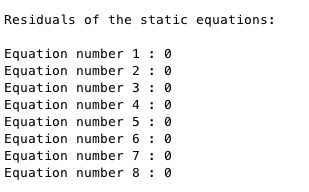 Residuals of the static equations:
Equation number 1 : 0
Equation number 2 : 0
Equation number 3 : 0
Equation number 4 : 0
Equation number 5 : 0
Equation number 6 : 0
Equation number 7 : 0
Equation number 8 : 0